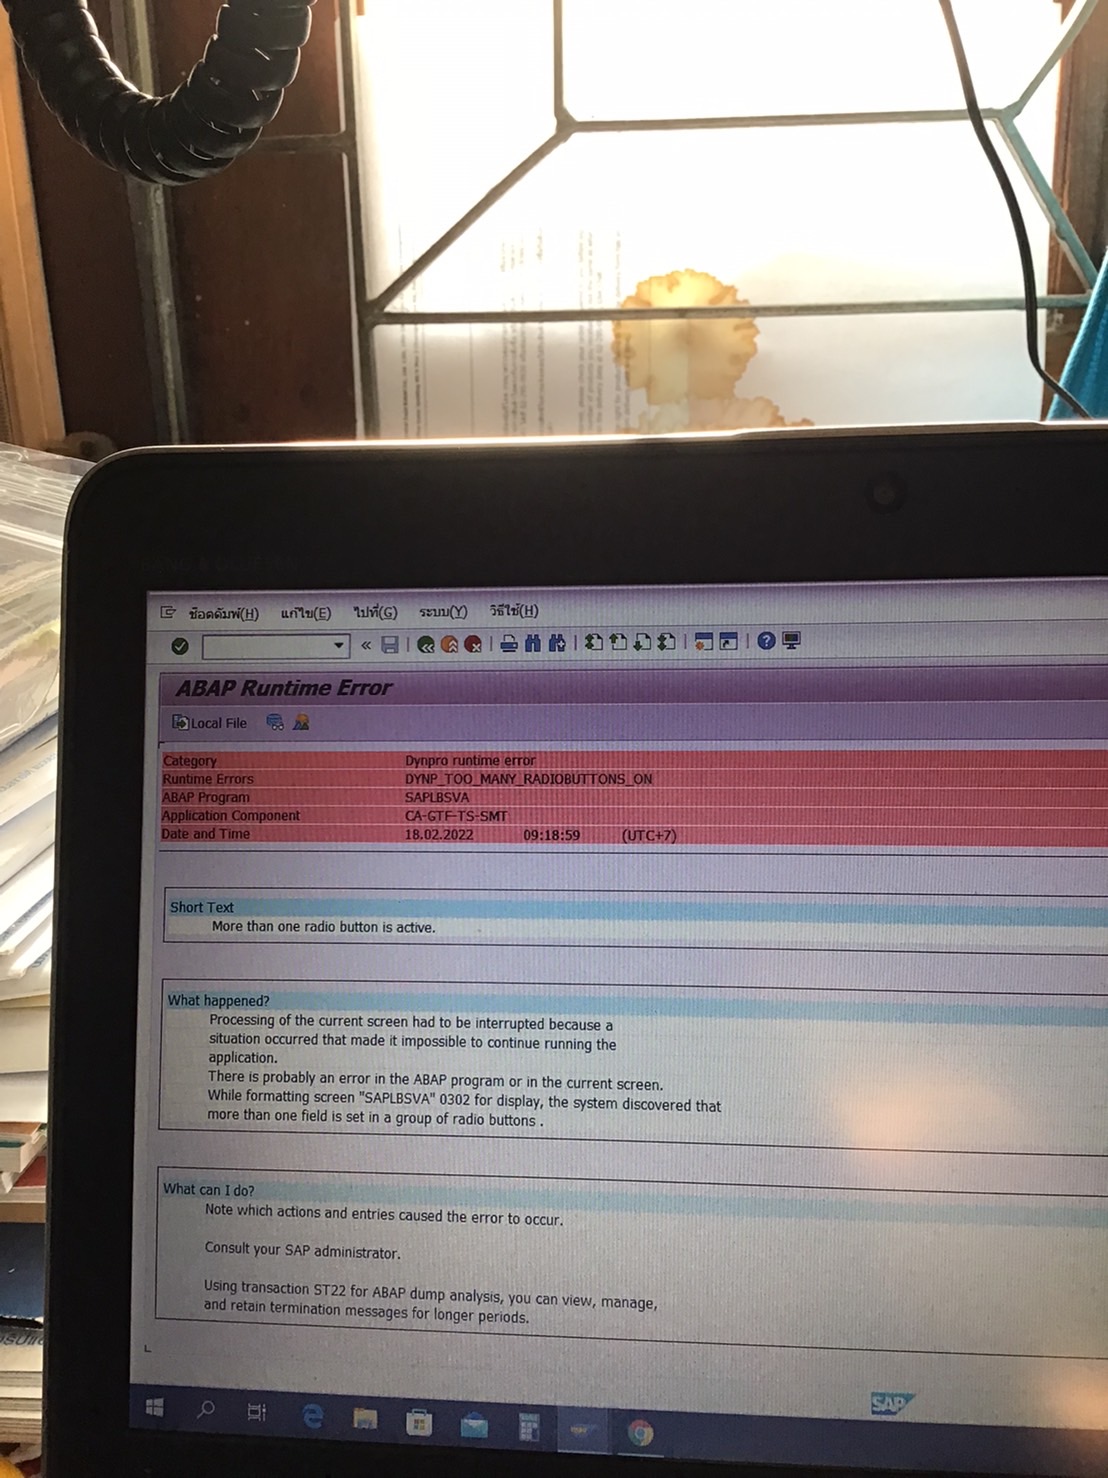 ช็อตดัมพ์(H) แก้ไข(E) ไปที่(G) ระบบ(Y) วิธีใช้(H)
ABAP Runtime Error
Local File
Category Dynpro runtime error
Runtime Errors DYNP_TOO_MANY_RADIOBUTTONS_ON
ABAP Program SAPLBSVA
Application Component CA-GTF-TS-SMT
Date and Time 18.02.2022 09:18:59 (UTC+7)
Short Text
More than one radio button is active.
What happened?
Processing of the current screen had to be interrupted because a
situation occurred that made it impossible to continue running the
application.
There is probably an error in the ABAP program or in the current screen.
While formatting screen "SAPLBSVA" 0302 for display, the system discovered that
more than one field is set in a group of radio buttons .
What can I do?
Note which actions and entries caused the error to occur.
Consult your SAP administrator.
Using transaction ST22 for ABAP dump analysis, you can view, manage,
and retain termination messages for longer periods.
SAP